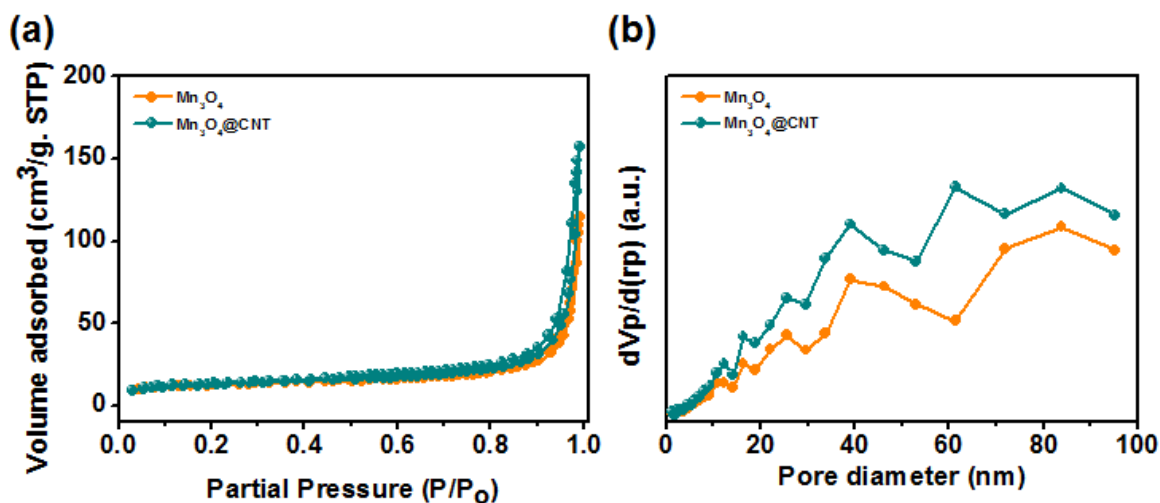 (a)
Volume adsorbed (cm³/g. STP)
200
150
100
50
0
Mn₃O₄
Mn₃O₄@CNT
0.0 0.2 0.4 0.6 0.8 1.0
Partial Pressure (P/Pₒ)
(b)
dVp/d(rp) (a.u.)
Mn₃O₄
Mn₃O₄@CNT
0 20 40 60 80 100
Pore diameter (nm)